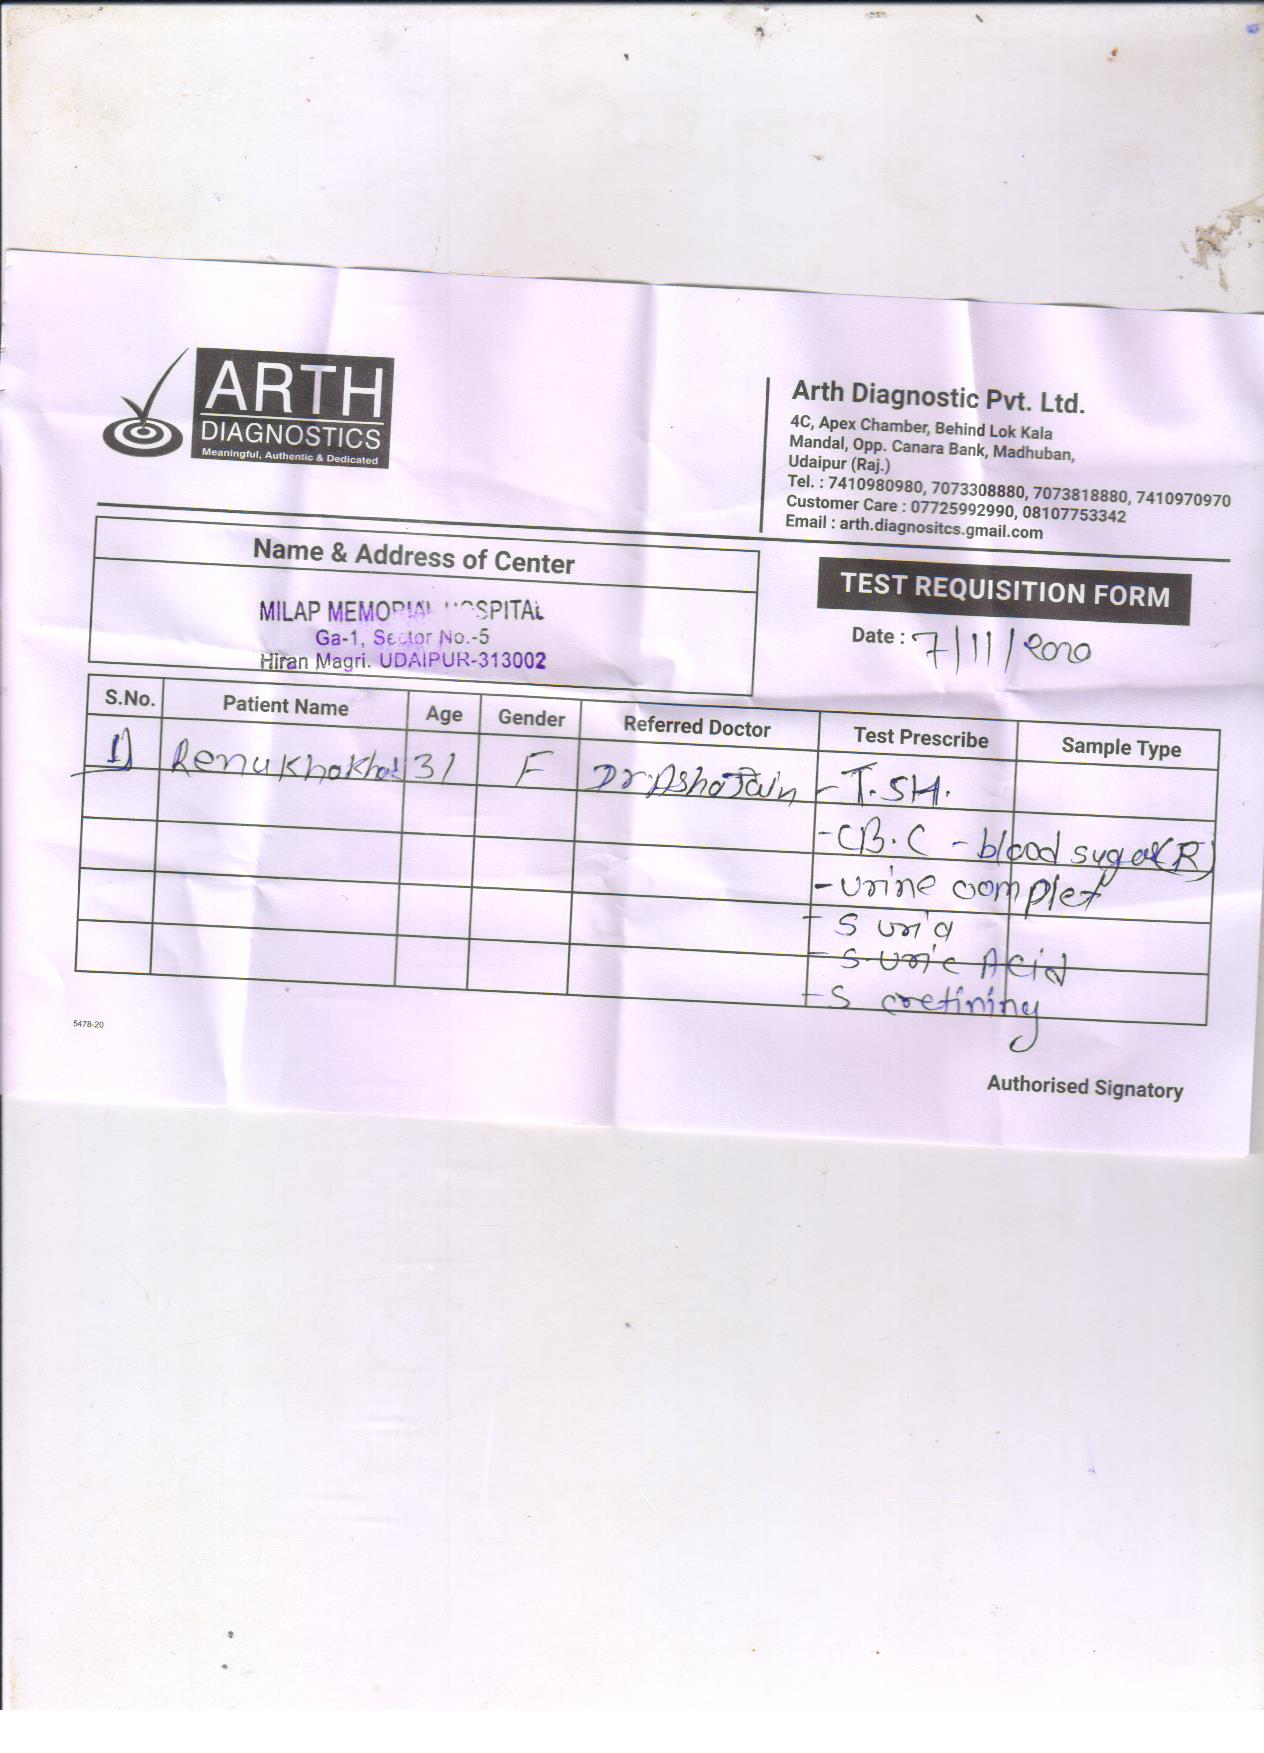 ARTH
DIAGNOSTICS
Meaningful, Authentic & Dedicated
Arth Diagnostic Pvt. Ltd.
4C, Apex Chamber, Behind Lok Kala
Mandal, Opp. Canara Bank, Madhuban,
Udaipur (Raj.)
Tel. : 7410980980, 7073308880, 7073818880, 7410970970
Customer Care : 07725992990, 08107753342
Email : arth.diagnositcs.gmail.com
Name & Address of Center
MILAP MEMORIAL HOSPITAL
Ga-1, Sector No.-5
Hiran Magri. UDAIPUR-313002
TEST REQUISITION FORM
Date : 7/11/2020
S.No. Patient Name Age Gender Referred Doctor Test Prescribe Sample Type
1) Renu 31 F Dr. Asha Jain - T.SH.
- CB.C - blood sugar (R)
- urine complet
- S
- S. uric Acid
- S
5478-20
Authorised Signatory